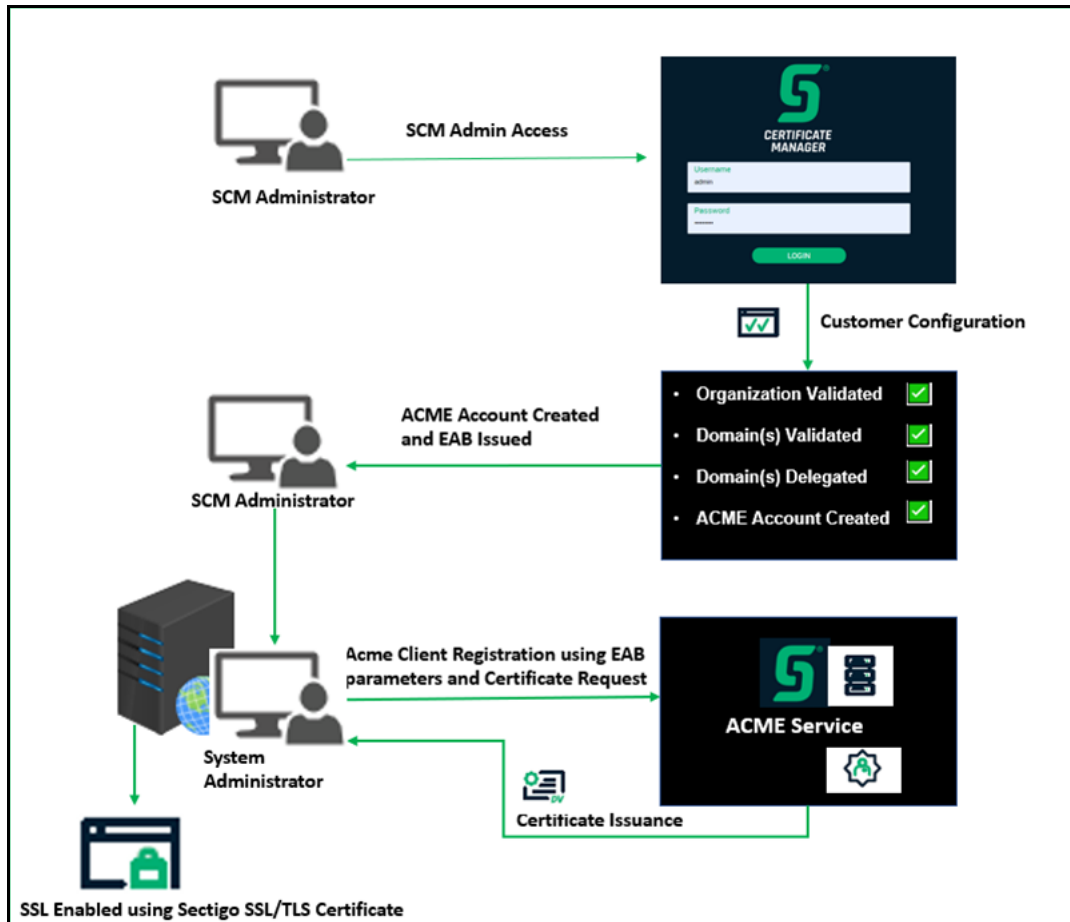 SCM Admin Access
SCM Administrator
CERTIFICATE
MANAGER
Username
admin
Password
LOGIN
Customer Configuration
• Organization Validated
• Domain(s) Validated
• Domain(s) Delegated
• ACME Account Created
ACME Account Created
and EAB Issued
SCM Administrator
Acme Client Registration using EAB
parameters and Certificate Request
ACME Service
System
Administrator
DV
Certificate Issuance
SSL Enabled using Sectigo SSL/TLS Certificate